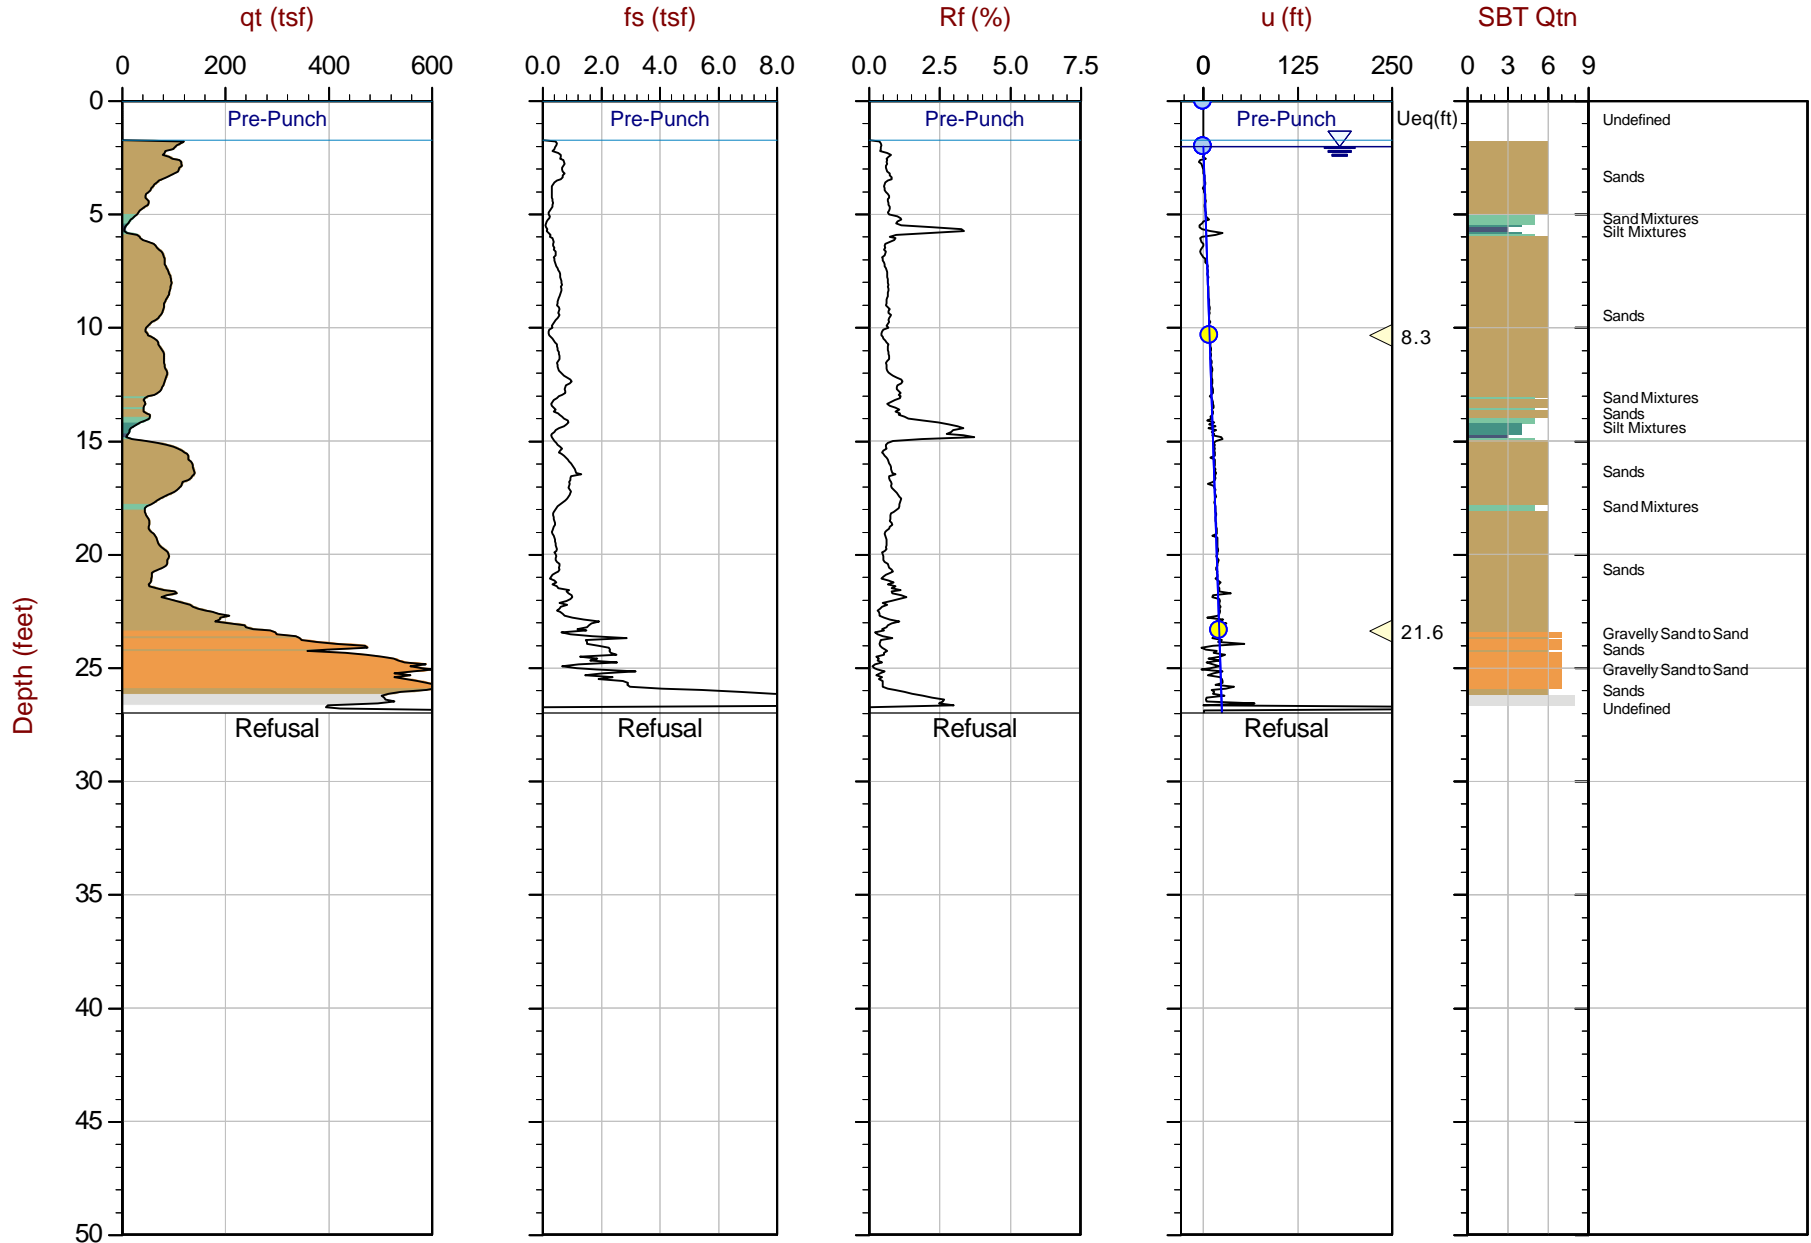 qt (tsf) fs (tsf) Rf (%) u (ft) SBT Qtn
0 200 400 600 0.0 2.0 4.0 6.0 8.0 0.0 2.5 5.0 7.5 0 125 250 0 3 6 9
0
Pre-Punch Pre-Punch Pre-Punch Pre-Punch Ueq(ft) Undefined
Sands
5
Sand Mixtures
Silt Mixtures
Sands
10
8.3
Sand Mixtures
Sands
Silt Mixtures
15
Sands
Sand Mixtures
20
Sands
21.6
Gravelly Sand to Sand
Sands
25
Gravelly Sand to Sand
Sands
Undefined
Refusal Refusal Refusal Refusal
30
35
40
45
50
Depth (feet)